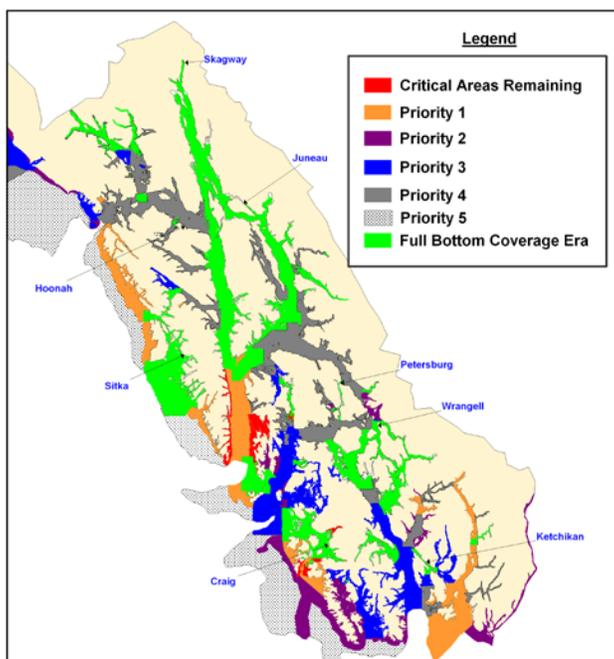 Legend
Critical Areas Remaining
Priority 1
Priority 2
Priority 3
Priority 4
Priority 5
Full Bottom Coverage Era
Skagway
Juneau
Hoonah
Sitka
Petersburg
Wrangell
Ketchikan
Craig